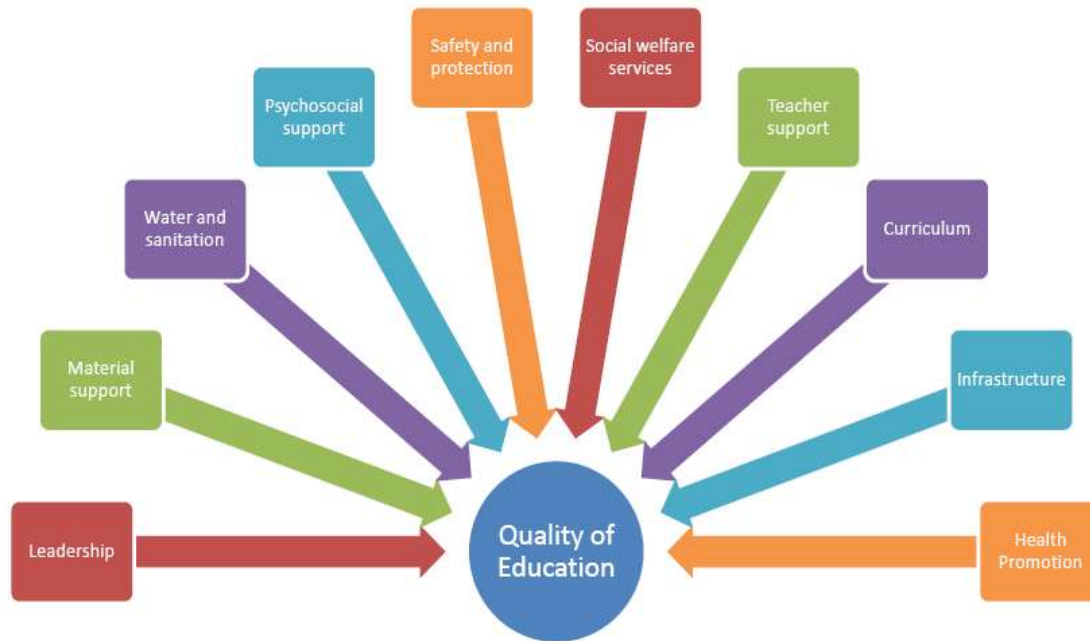 Safety and
protection
Social welfare
services
Psychosocial
support
Teacher
support
Water and
sanitation
Curriculum
Material
support
Infrastructure
Leadership
Quality of
Education
Health
Promotion